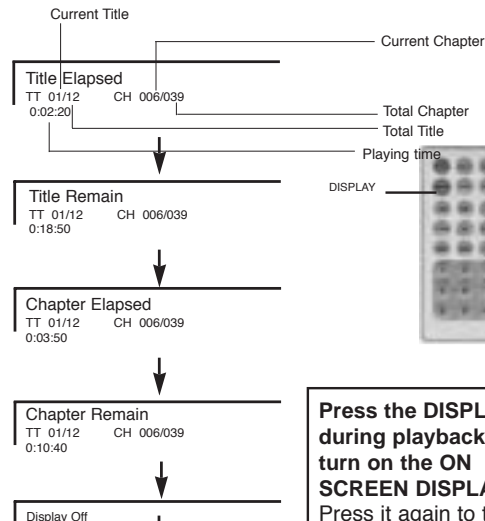 Current Title
Current Chapter
Title Elapsed
TT 01/12 CH 006/039
0:02:20
Total Chapter
Total Title
Playing time
DISPLAY
Title Remain
TT 01/12 CH 006/039
0:18:50
Chapter Elapsed
TT 01/12 CH 006/039
0:03:50
Chapter Remain
TT 01/12 CH 006/039
0:10:40
Display Off
Press the
during playback
turn on the ON
SCREEN
Press it again to